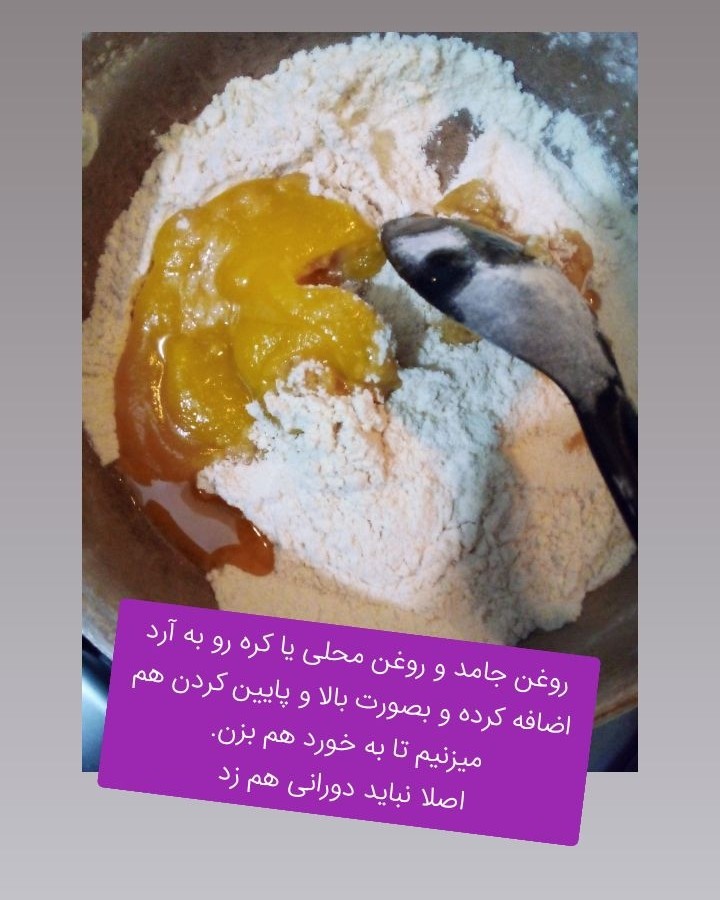 روغن جامد و روغن محلی یا کره رو به آرد
اضافه کرده و بصورت بالا و پایین کردن هم
میزنیم تا به خورد هم بزن.
اصلا نباید دورانی هم زد